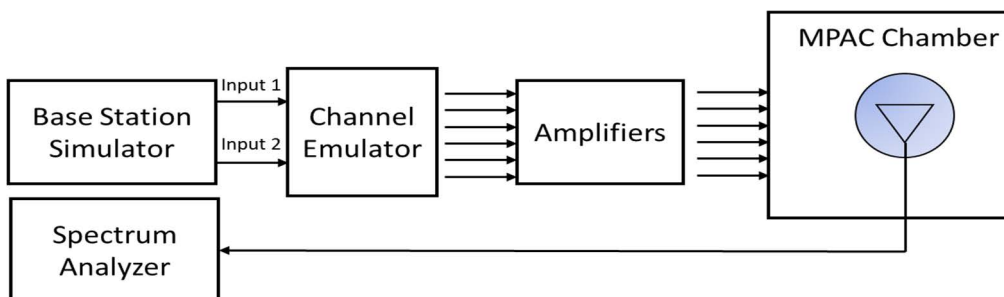 MPAC Chamber
Base Station
Simulator
Input 1
Input 2
Channel
Emulator
Amplifiers
Spectrum
Analyzer